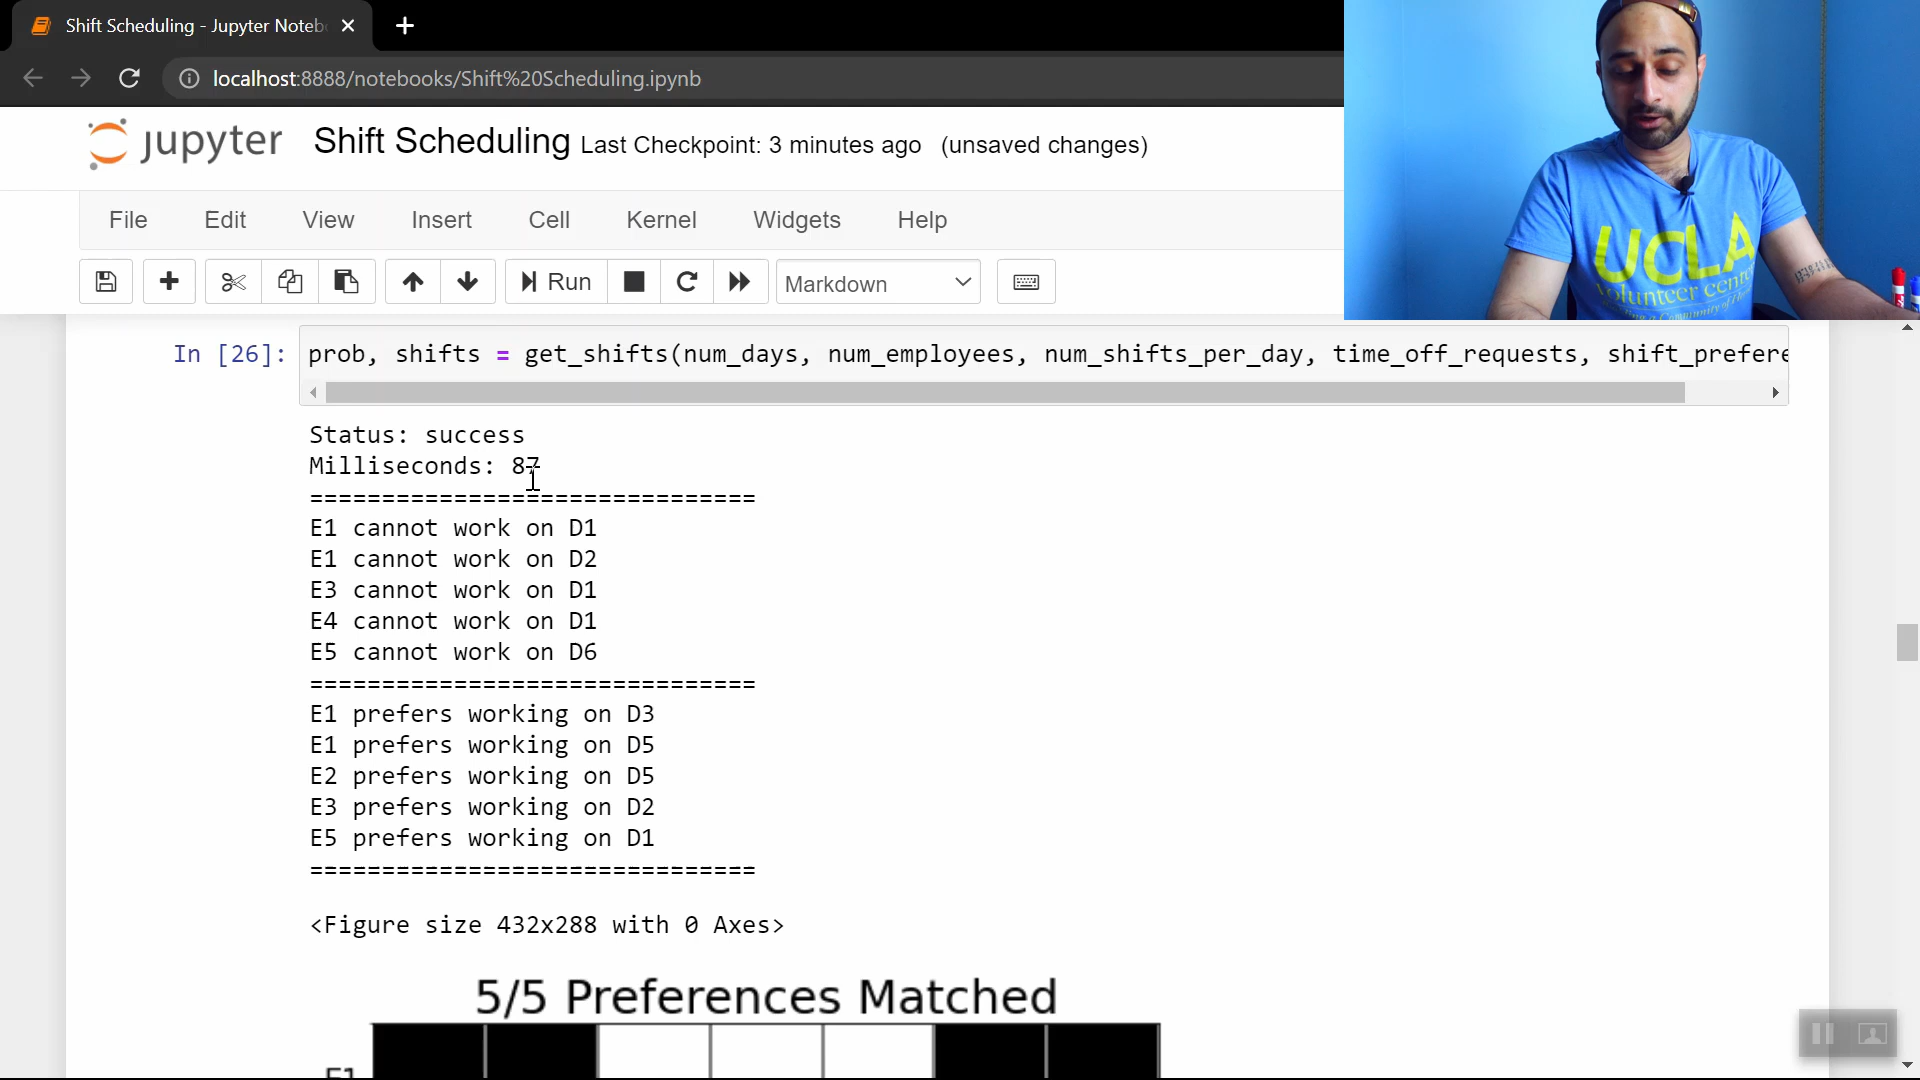 Shift Scheduling - Jupyter Noteb
localhost:8888/notebooks/Shift%20Scheduling.ipynb
jupyter Shift Scheduling Last Checkpoint: 3 minutes ago (unsaved changes)
File Edit View Insert Cell Kernel Widgets Help
Run Markdown
UCLA
Volunteer center
In [26]: prob, shifts = get_shifts(num_days, num_employees, num_shifts_per_day, time_off_requests, shift_prefere
Status: success
Milliseconds: 87
===============================
E1 cannot work on D1
E1 cannot work on D2
E3 cannot work on D1
E4 cannot work on D1
E5 cannot work on D6
===============================
E1 prefers working on D3
E1 prefers working on D5
E2 prefers working on D5
E3 prefers working on D2
E5 prefers working on D1
===============================
<Figure size 432x288 with 0 Axes>
5/5 Preferences Matched
E1